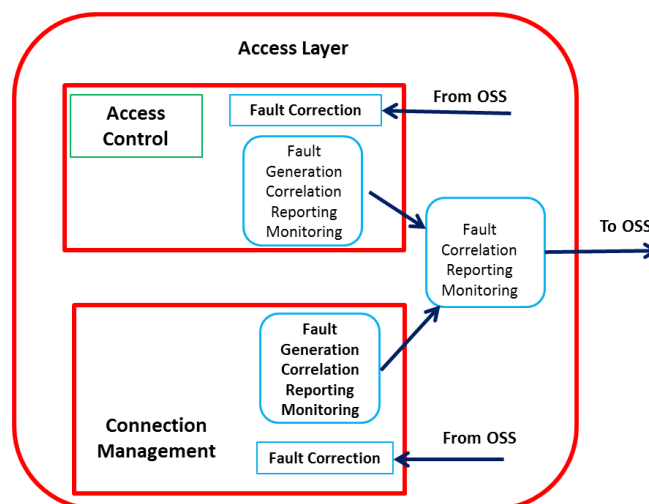 Access Layer
Access
Control
Fault Correction
From OSS
Fault
Generation
Correlation
Reporting
Monitoring
Fault
Correlation
Reporting
Monitoring
To OSS
Fault
Generation
Correlation
Reporting
Monitoring
Connection
Management
Fault Correction
From OSS